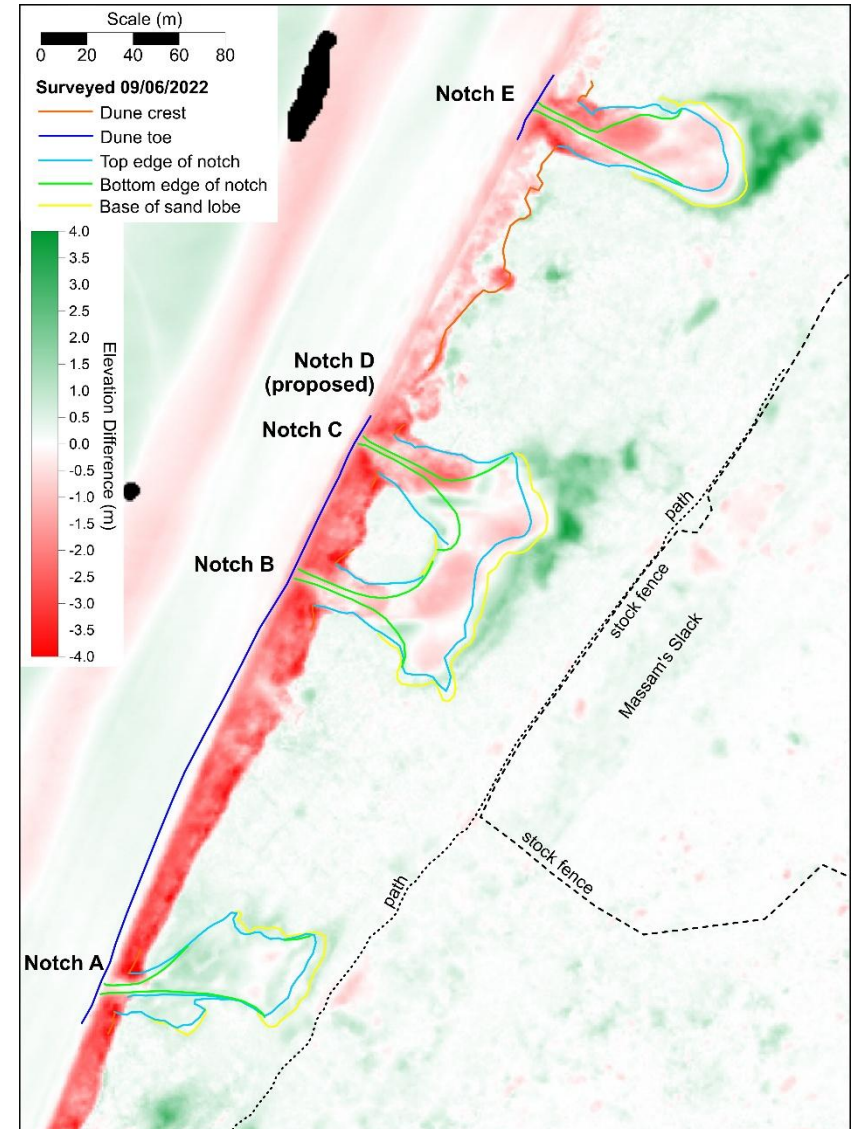 Scale (m)
0 20 40 60 80
Surveyed 09/06/2022
Dune crest
Dune toe
Top edge of notch
Bottom edge of notch
Base of sand lobe
4.0
3.5
3.0
2.5
2.0
1.5
1.0
0.5
0.0
-0.5
-1.0
-1.5
-2.0
-2.5
-3.0
-3.5
-4.0
Elevation Difference (m)
Notch E
Notch D
(proposed)
Notch C
Notch B
Notch A
path
stock fence
Massam's Slack
stock fence
path